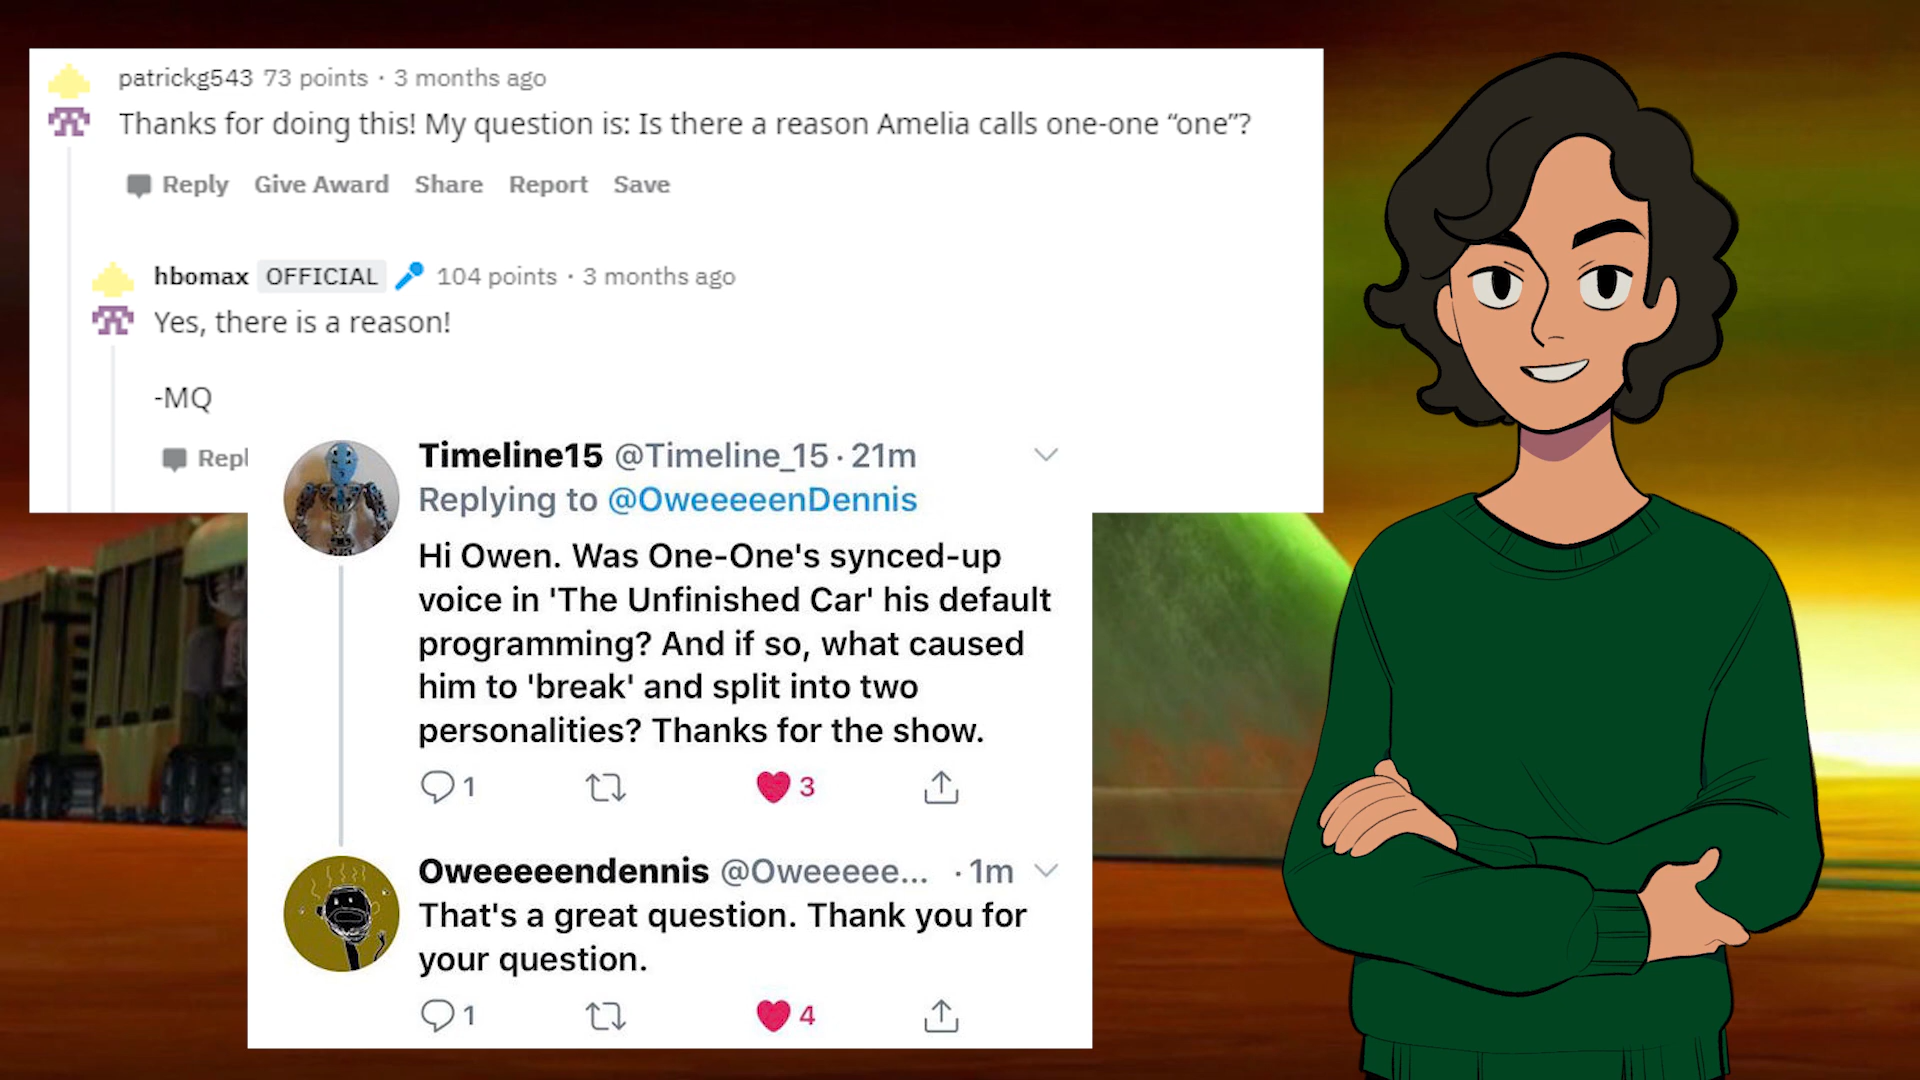 patrickg543 73 points · 3 months ago
Thanks for doing this! My question is: Is there a reason Amelia calls one-one “one”?
Reply Give Award Share Report Save
hbomax OFFICIAL 104 points · 3 months ago
Yes, there is a reason!
-MQ
Repl
Timeline15 @Timeline_15 · 21m
Replying to @OweeeeenDennis
Hi Owen. Was One-One's synced-up
voice in 'The Unfinished Car' his default
programming? And if so, what caused
him to 'break' and split into two
personalities? Thanks for the show.
1 3
Oweeeeendennis @Oweeeee... · 1m
That's a great question. Thank you for
your question.
1 4